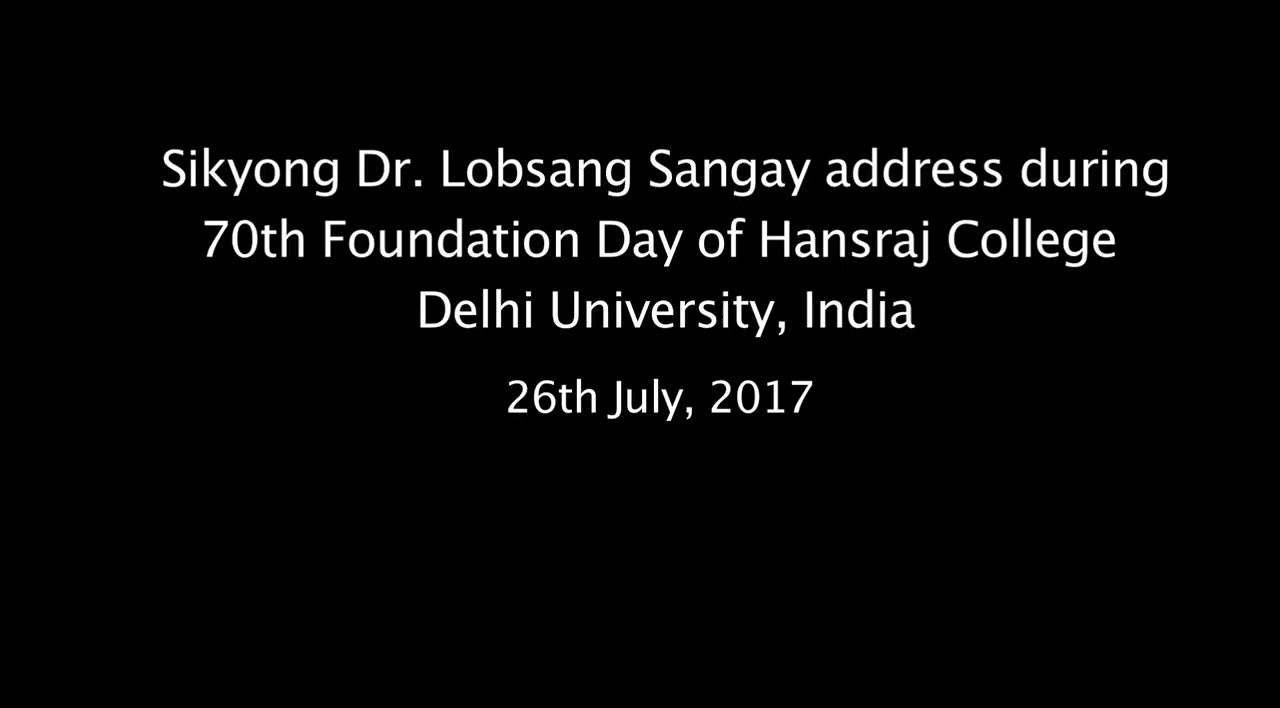 Sikyong Dr. Lobsang Sangay address during
70th Foundation Day of Hansraj College
Delhi University, India
26th July, 2017